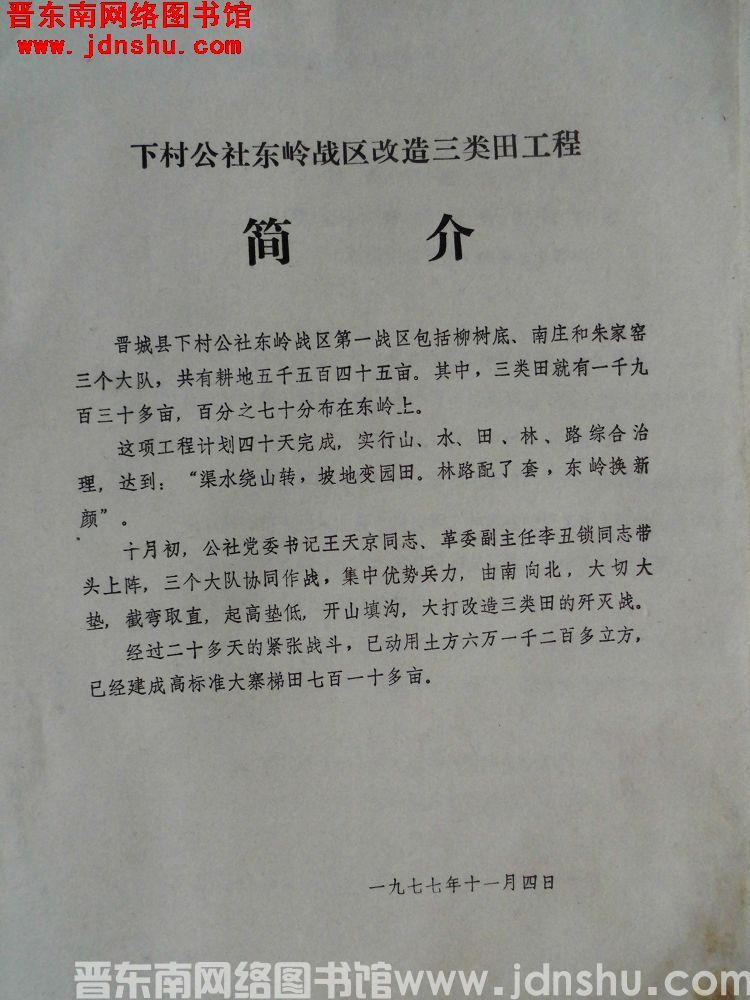 晋东南网络图书馆
www.jdnshu.com
下村公社东岭战区改造三类田工程
简 介
晋城县下村公社东岭战区第一战区包括柳树底、南庄和朱家窑
三个大队，共有耕地五千五百四十五亩。其中，三类田就有一千九
百三十多亩，百分之七十分布在东岭上。
这项工程计划四十天完成，实行山、水、田、林、路综合治
理，达到：“渠水绕山转，坡地变园田。林路配了套，东岭换新
颜”。
十月初，公社党委书记王天京同志、革委副主任李丑锁同志带
头上阵，三个大队协同作战，集中优势兵力，由南向北，大切大
垫，截弯取直，起高垫低，开山填沟，大打改造三类田的歼灭战。
经过二十多天的紧张战斗，已动用土方六万一千二百多立方，
已经建成高标准大寨梯田七百一十多亩。
一九七七年十一月四日
晋东南网络图书馆www.jdnshu.com